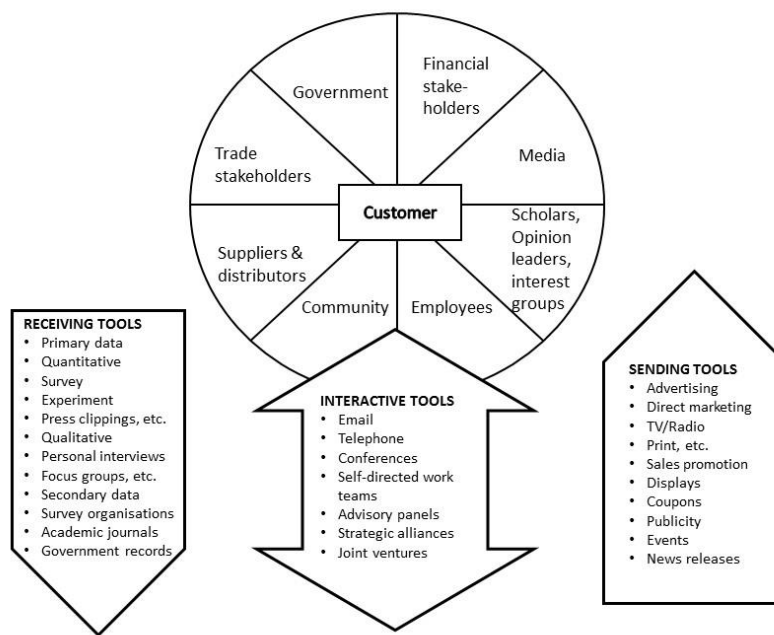 Government
Financial
stake-
holders
Trade
stakeholders
Media
Customer
Suppliers &
distributors
Scholars,
Opinion
leaders,
interest
groups
Community
Employees
RECEIVING TOOLS
• Primary data
• Quantitative
• Survey
• Experiment
• Press clippings, etc.
• Qualitative
• Personal interviews
• Focus groups, etc.
• Secondary data
• Survey organisations
• Academic journals
• Government records
INTERACTIVE TOOLS
• Email
• Telephone
• Conferences
• Self-directed work
teams
• Advisory panels
• Strategic alliances
• Joint ventures
SENDING TOOLS
• Advertising
• Direct marketing
• TV/Radio
• Print, etc.
• Sales promotion
• Displays
• Coupons
• Publicity
• Events
• News releases